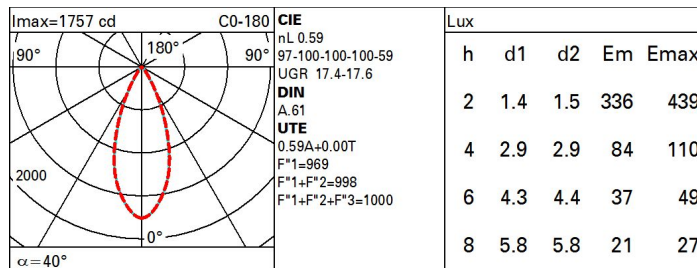 Imax=1757 cd C0-180
90° 180° 90°
2000
0°
α=40°
CIE
nL 0.59
97-100-100-100-59
UGR 17.4-17.6
DIN
A.61
UTE
0.59A+0.00T
F"1=969
F"1+F"2=998
F"1+F"2+F"3=1000
Lux
h d1 d2 Em Emax
2 1.4 1.5 336 439
4 2.9 2.9 84 110
6 4.3 4.4 37 49
8 5.8 5.8 21 27